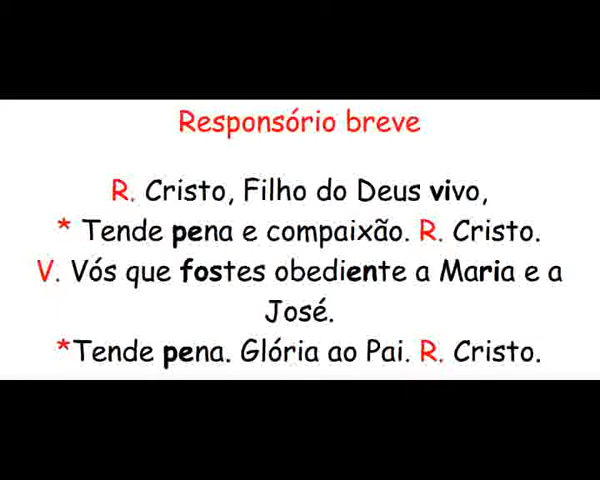 Responsório breve
R. Cristo, Filho do Deus vivo,
* Tende pena e compaixão. R. Cristo.
V. Vós que fostes obediente a Maria e a
José.
*Tende pena. Glória ao Pai. R. Cristo.